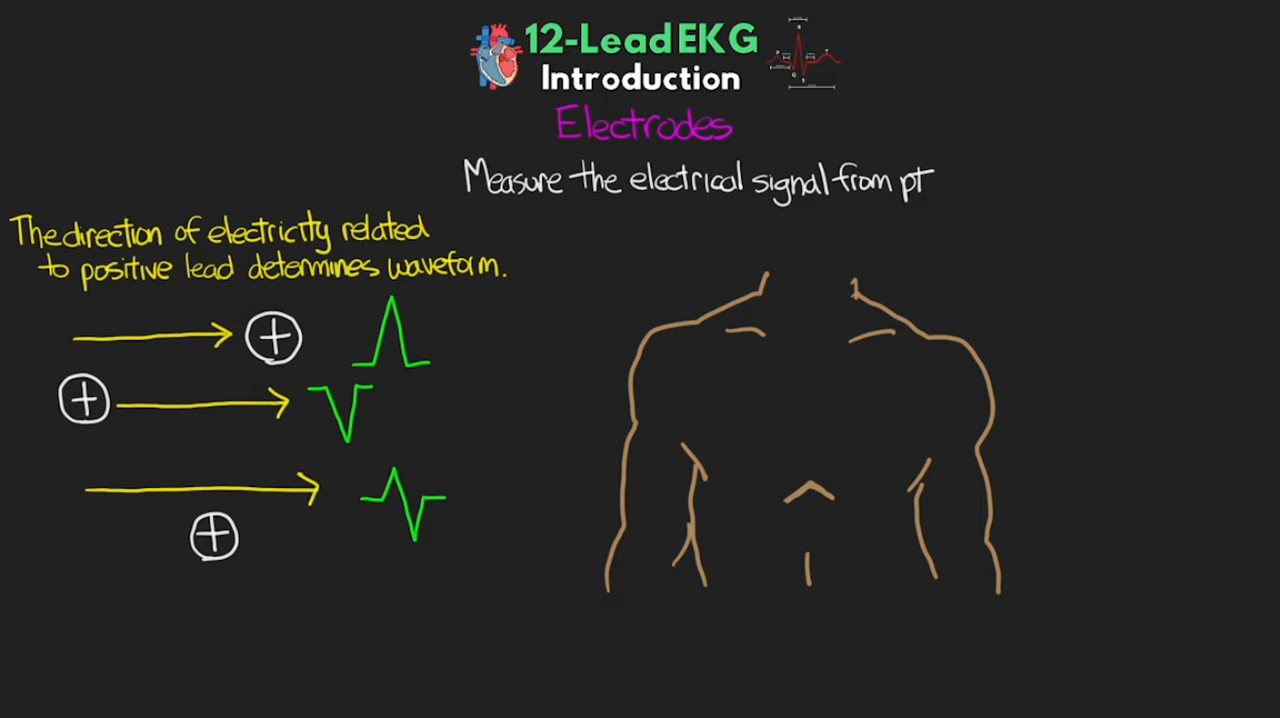 12-Lead EKG
Introduction
Electrodes
Measure the electrical signal from pt
The direction of electricity related
to positive lead determines waveform.
+
+
+